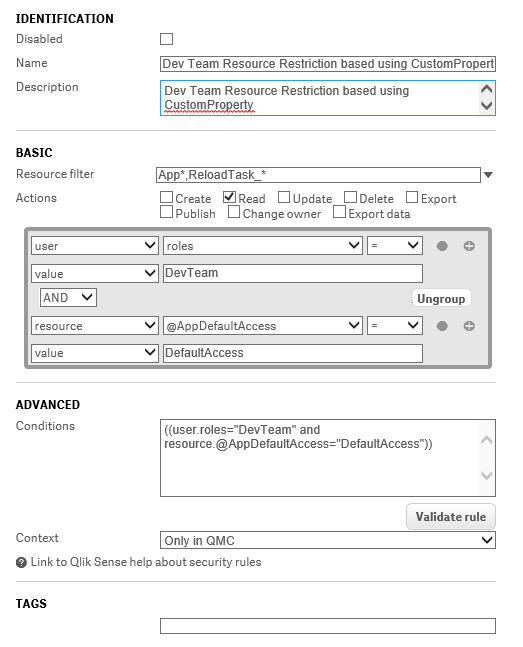 IDENTIFICATION
Disabled
Name Dev Team Resource Restriction based using CustomPropert
Description Dev Team Resource Restriction based using
CustomProperty
BASIC
Resource filter App*,ReloadTask_*
Actions Create Read Update Delete Export
Publish Change owner Export data
user roles =
value DevTeam
AND Ungroup
resource @AppDefaultAccess =
value DefaultAccess
ADVANCED
Conditions ((user.roles="DevTeam" and
resource.@AppDefaultAccess="DefaultAccess"))
Validate rule
Context Only in QMC
Link to Qlik Sense help about security rules
TAGS